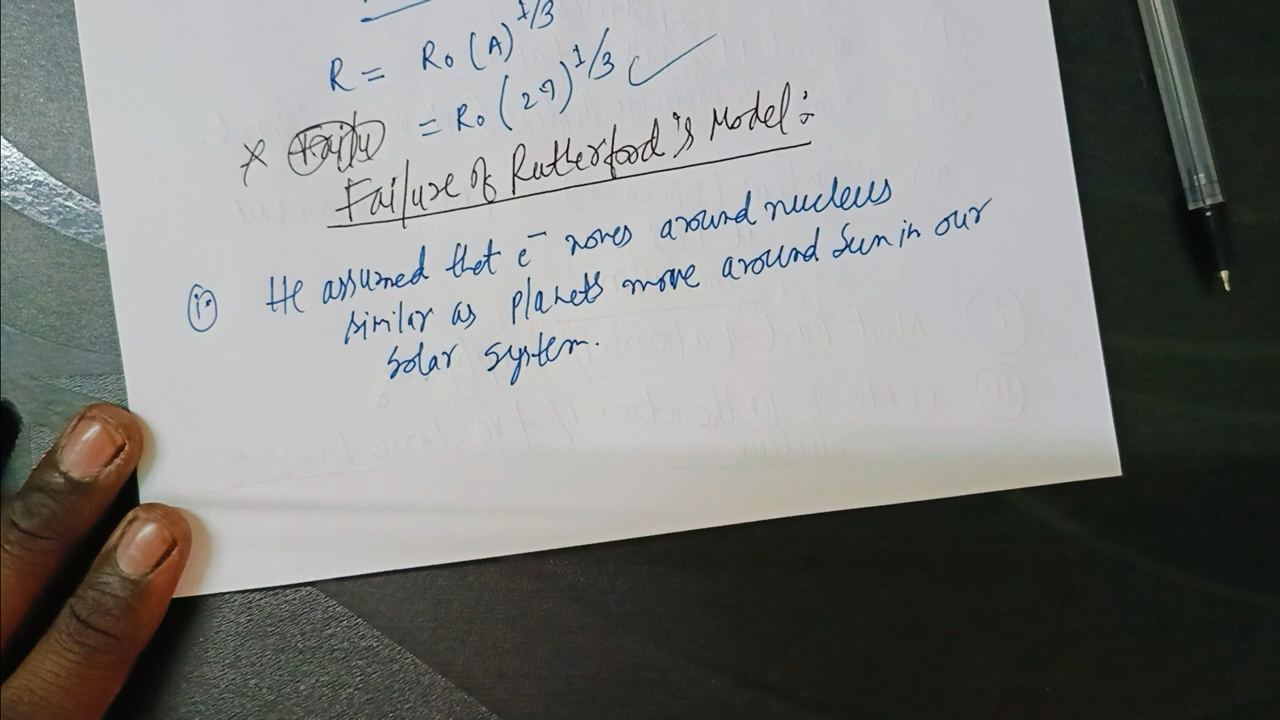 R = R₀ (A)^1/3
= R₀ (27)^1/3
Failure of Rutherford's Model:
(i) He assumed that e⁻ moves around nucleus
similar as planets move around Sun in our
Solar system.